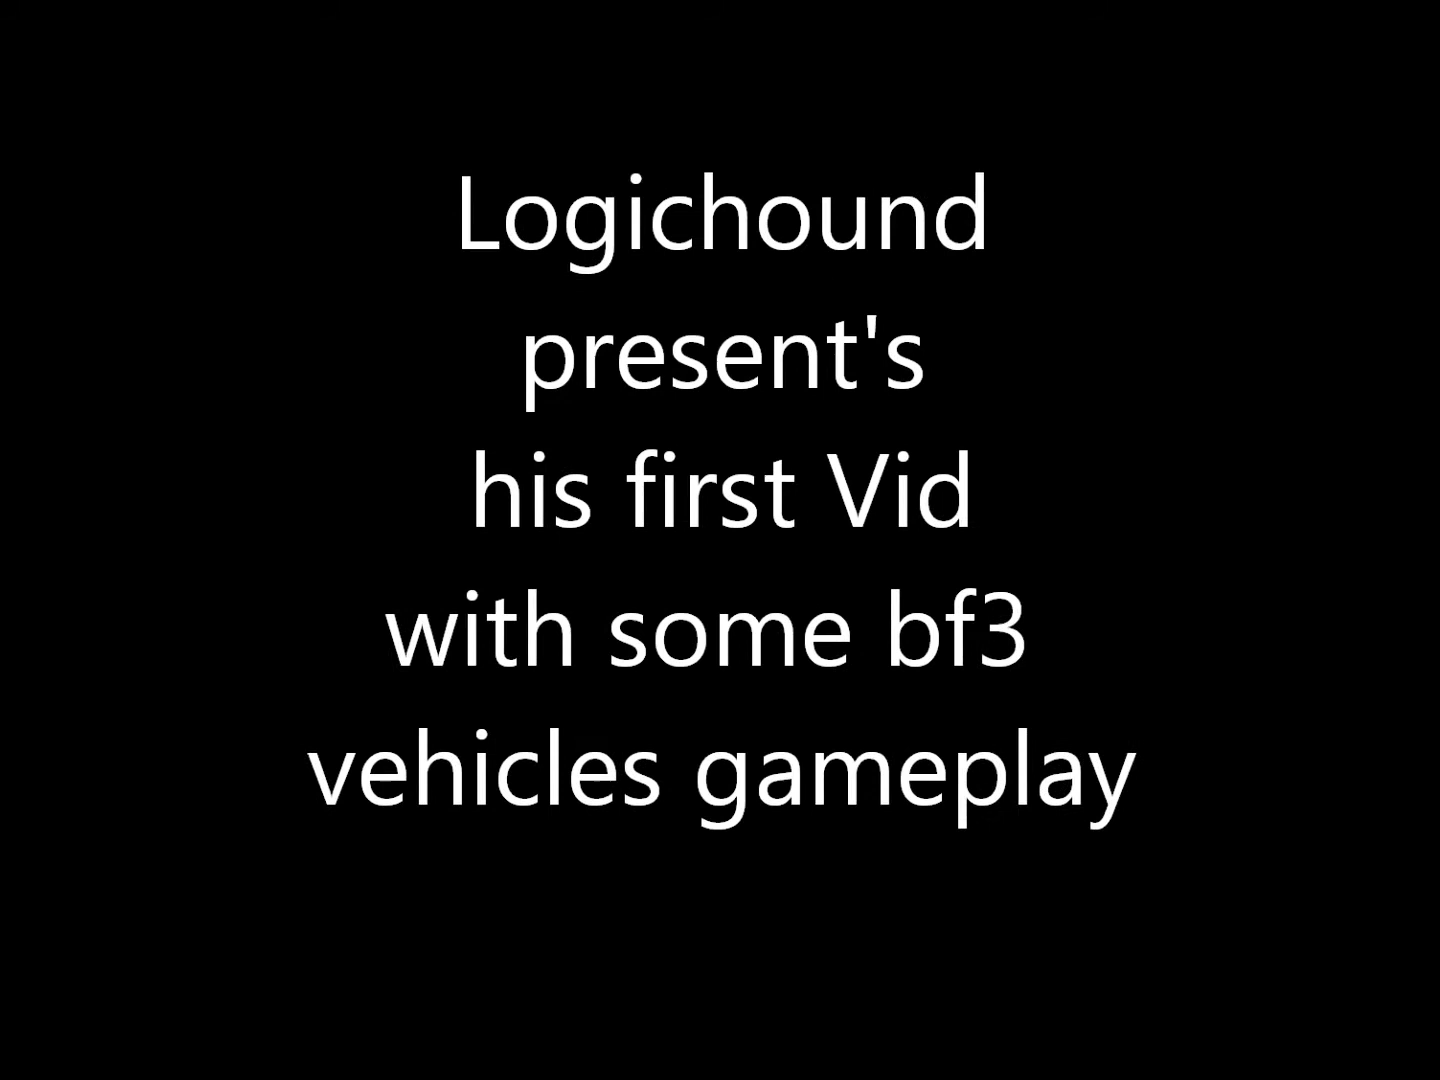 Logichound
present's
his first Vid
with some bf3
vehicles gameplay